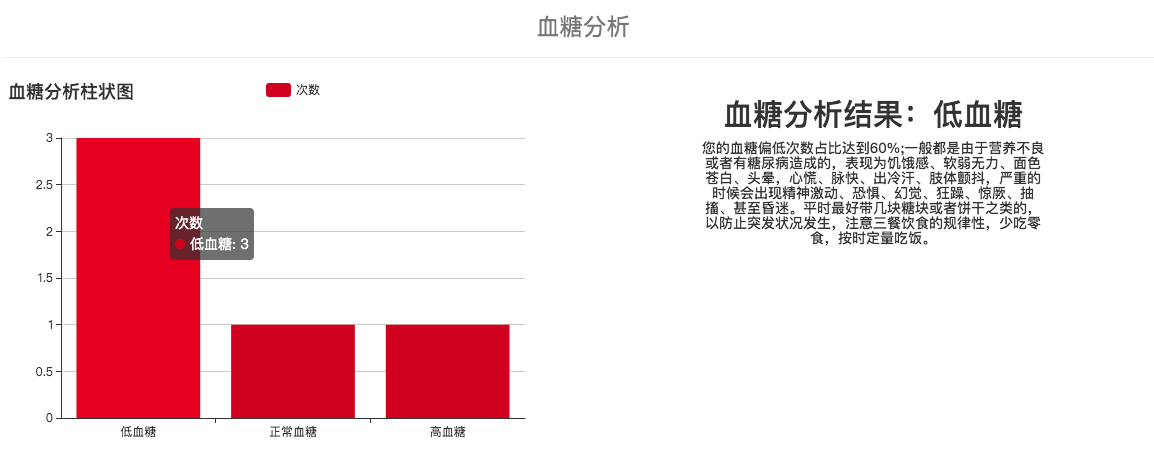 血糖分析
血糖分析柱状图
次数
3
2.5
2
1.5
1
0.5
0
次数
低血糖: 3
低血糖
正常血糖
高血糖
血糖分析结果：低血糖
您的血糖偏低次数占比达到60%;一般都是由于营养不良
或者有糖尿病造成的，表现为饥饿感、软弱无力、面色
苍白、头晕，心慌、脉快、出冷汗、肢体颤抖，严重的
时候会出现精神激动、恐惧、幻觉、狂躁、惊厥、抽
搐、甚至昏迷。平时最好带几块糖块或者饼干之类的，
以防止突发状况发生，注意三餐饮食的规律性，少吃零
食，按时定量吃饭。